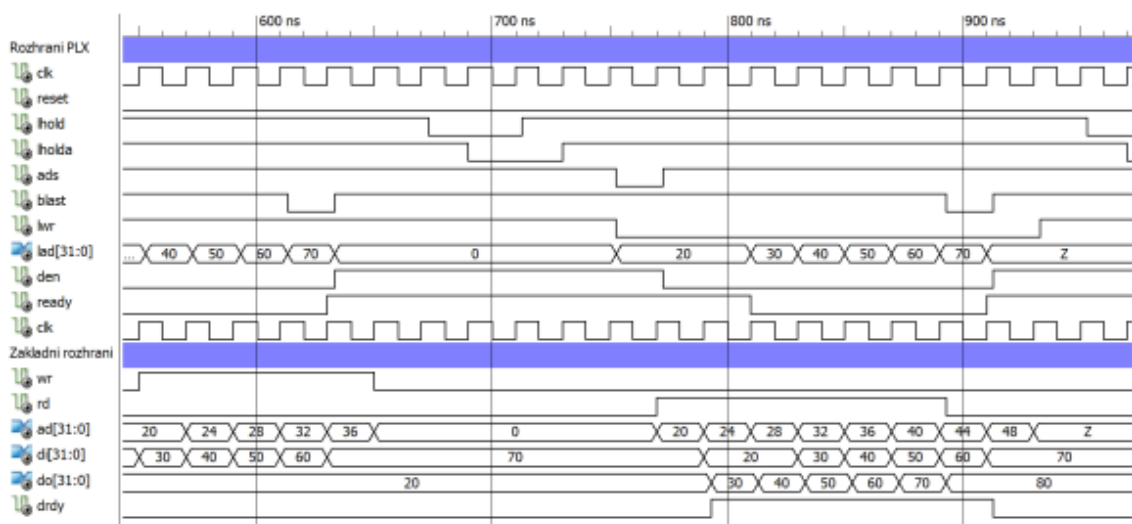 600 ns 700 ns 800 ns 900 ns
Rozhrani PLX
clk
reset
lhold
lholda
ads
blast
lwr
lad[31:0] ... 40 50 60 70 0 20 30 40 50 60 70 Z
den
ready
clk
Zakladni rozhrani
wr
rd
ad[31:0] 20 24 28 32 36 0 20 24 28 32 36 40 44 48 Z
di[31:0] 30 40 50 60 70 20 30 40 50 60 70
do[31:0] 20 30 40 50 60 70 80
drdy